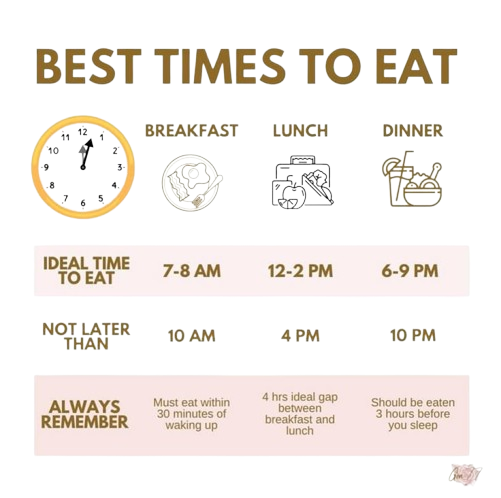 BEST TIMES TO EAT
BREAKFAST
LUNCH
DINNER
12
1
2
3
4
5
6
7
8
9
10
11
IDEAL TIME
TO EAT
7-8 AM
12-2 PM
6-9 PM
NOT LATER
THAN
10 AM
4 PM
10 PM
ALWAYS
REMEMBER
Must eat within
30 minutes of
waking up
4 hrs ideal gap
between
breakfast and
lunch
Should be eaten
3 hours before
you sleep